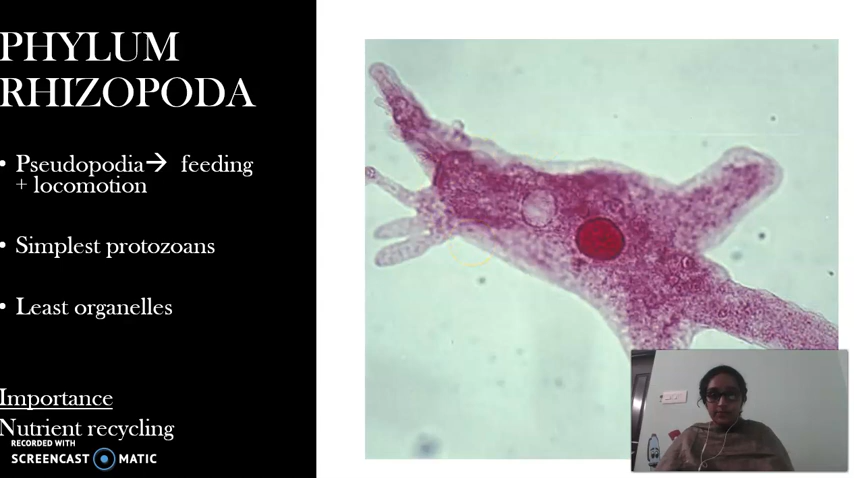 PHYLUM
RHIZOPODA
• Pseudopodia→ feeding
+ locomotion
• Simplest protozoans
• Least organelles
Importance
Nutrient recycling
RECORDED WITH
SCREENCAST MATIC